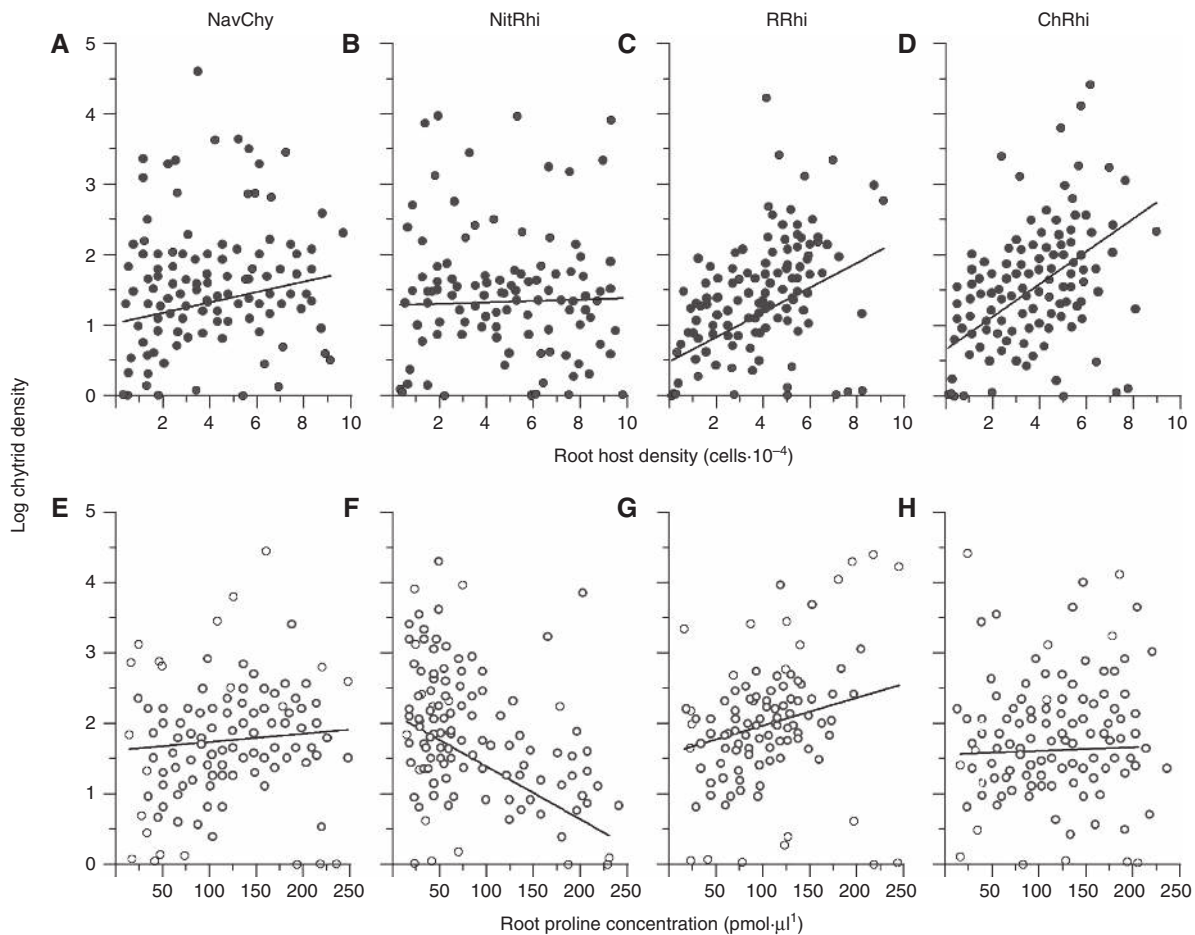 NavChy NitRhi RRhi ChRhi
A B C D
5
4
3
2
1
0
2 4 6 8 10 2 4 6 8 10 2 4 6 8 10 2 4 6 8 10
Root host density (cells·10⁻⁴)
Log chytrid density
E F G H
5
4
3
2
1
0
50 100 150 200 250 50 100 150 200 250 50 100 150 200 250 50 100 150 200 250
Root proline concentration (pmol·µl¹)